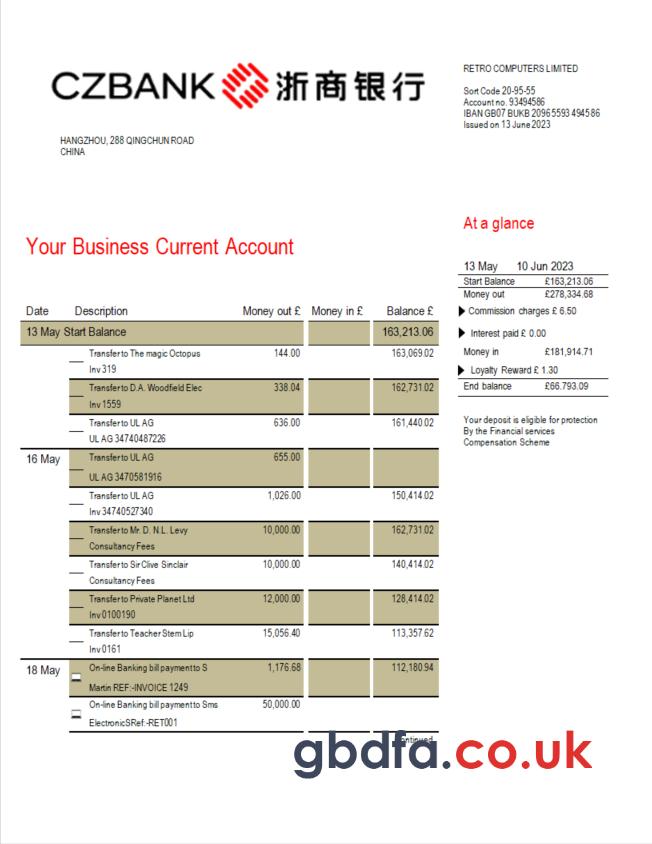 CZBANK 浙商银行
HANGZHOU, 288 QINGCHUN ROAD
CHINA
RETRO COMPUTERS LIMITED
Sort Code 20-95-55
Account no. 93494586
IBAN GB07 BUKB 2096 5593 4945 86
Issued on 13 June 2023
Your Business Current Account
At a glance
13 May 10 Jun 2023
Start Balance £163,213.06
Money out £278,334.68
Commission charges £ 6.50
Interest paid £ 0.00
Money in £181,914.71
Loyalty Reward £ 1.30
End balance £66.793.09
Your deposit is eligible for protection
By the Financial services
Compensation Scheme
Date Description Money out £ Money in £ Balance £
13 May Start Balance 163,213.06
Transfer to The magic Octopus 144.00 163,069.02
Inv 319
Transfer to D.A. Woodfield Elec 338.04 162,731.02
Inv 1559
Transfer to UL AG 636.00 161,440.02
UL AG 34740487226
16 May Transfer to UL AG 655.00
UL AG 3470581916
Transfer to UL AG 1,026.00 150,414.02
Inv 34740527340
Transfer to Mr. D. N.L. Levy 10,000.00 162,731.02
Consultancy Fees
Transfer to Sir Clive Sinclair 10,000.00 140,414.02
Consultancy Fees
Transfer to Private Planet Ltd 12,000.00 128,414.02
Inv 0100190
Transfer to Teacher Stem Lip 15,056.40 113,357.62
Inv 0161
18 May On-line Banking bill payment to S 1,176.68 112,180.94
Martin REF:-INVOICE 1249
On-line Banking bill payment to Sms 50,000.00
ElectronicSRef:-RET001
gbdfa.co.uk